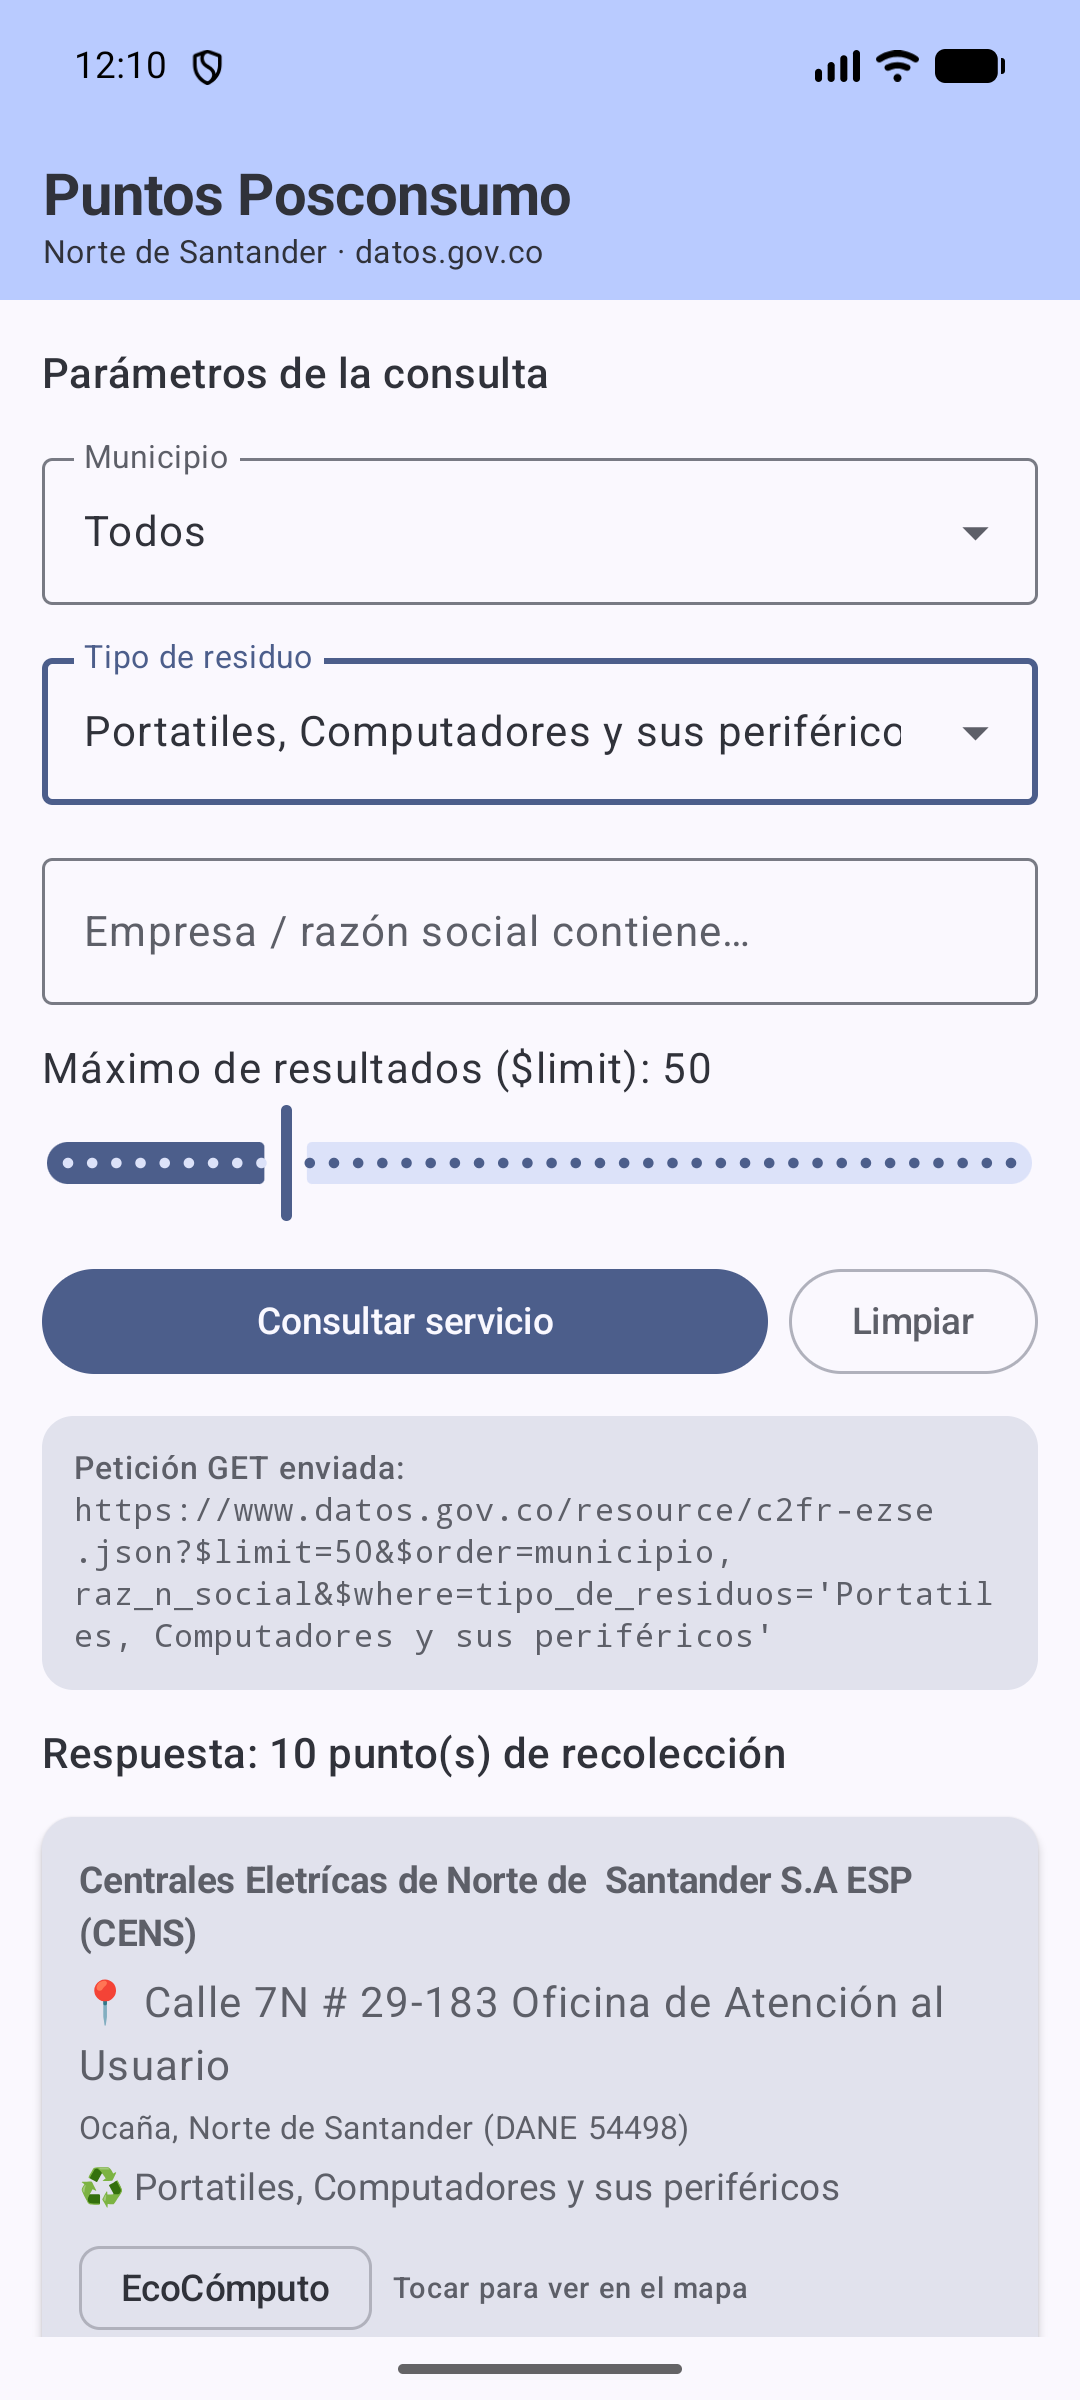 12:10
Puntos Posconsumo
Norte de Santander · datos.gov.co
Parámetros de la consulta
Municipio
Todos
Tipo de residuo
Portatiles, Computadores y sus periférico
Empresa / razón social contiene…
Máximo de resultados ($limit): 50
Consultar servicio
Limpiar
Petición GET enviada:
https://www.datos.gov.co/resource/c2fr-ezse
.json?$limit=50&$order=municipio,
raz_n_social&$where=tipo_de_residuos='Portatil
es, Computadores y sus periféricos'
Respuesta: 10 punto(s) de recolección
Centrales Eletrícas de Norte de  Santander S.A ESP
(CENS)
📍 Calle 7N # 29-183 Oficina de Atención al
Usuario
Ocaña, Norte de Santander (DANE 54498)
♻️ Portatiles, Computadores y sus periféricos
EcoCómputo
Tocar para ver en el mapa